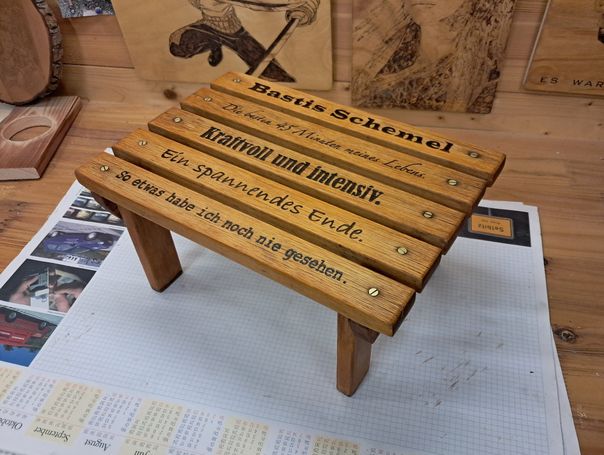 Bastis Schemel
Die besten 45 Minuten meines Lebens.
Kraftvoll und intensiv.
Ein spannendes Ende.
So etwas habe ich noch nie gesehen.
ES WAR
Oktober
September
August